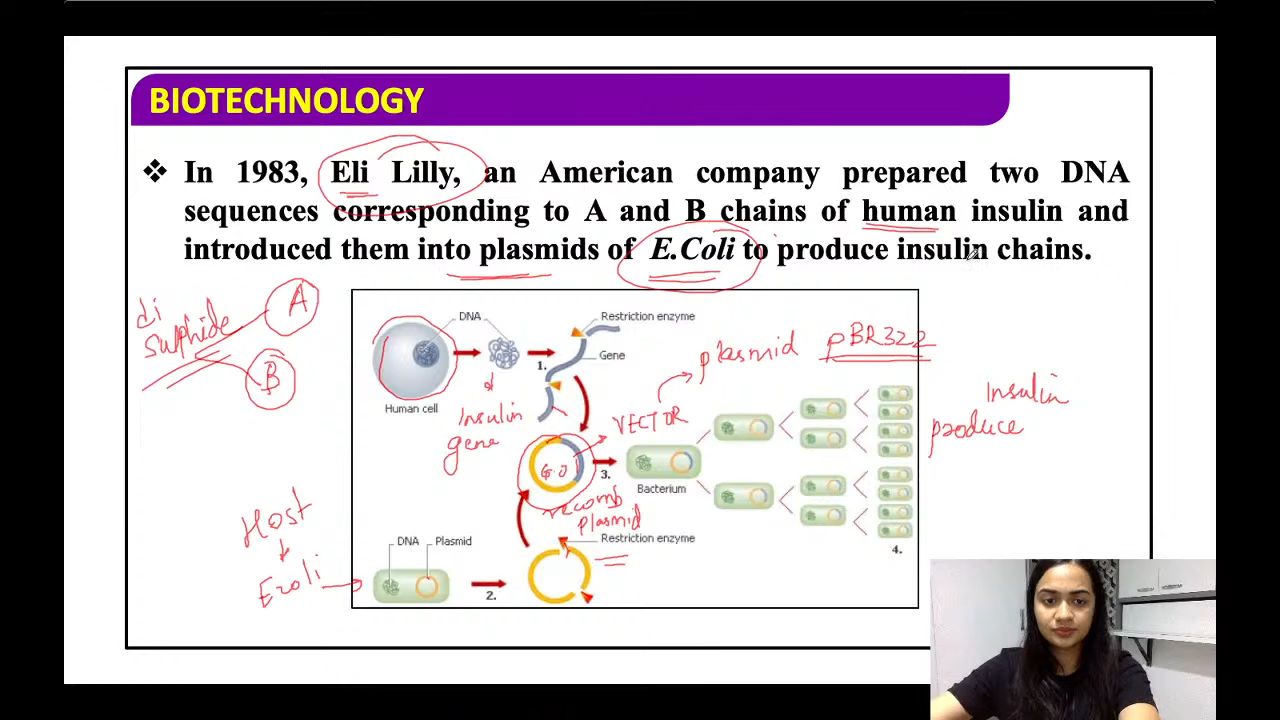 BIOTECHNOLOGY
❖ In 1983, Eli Lilly, an American company prepared two DNA
sequences corresponding to A and B chains of human insulin and
introduced them into plasmids of E.Coli to produce insulin chains.
di
sulphide
A
B
DNA
Restriction enzyme
1.
Gene
Human cell
Insulin
gene
VECTOR
plasmid pBR322
G.O.I
3.
Bacterium
recomb
plasmid
Insulin
produce
Host
Ecoli
DNA
Plasmid
2.
Restriction enzyme
4.